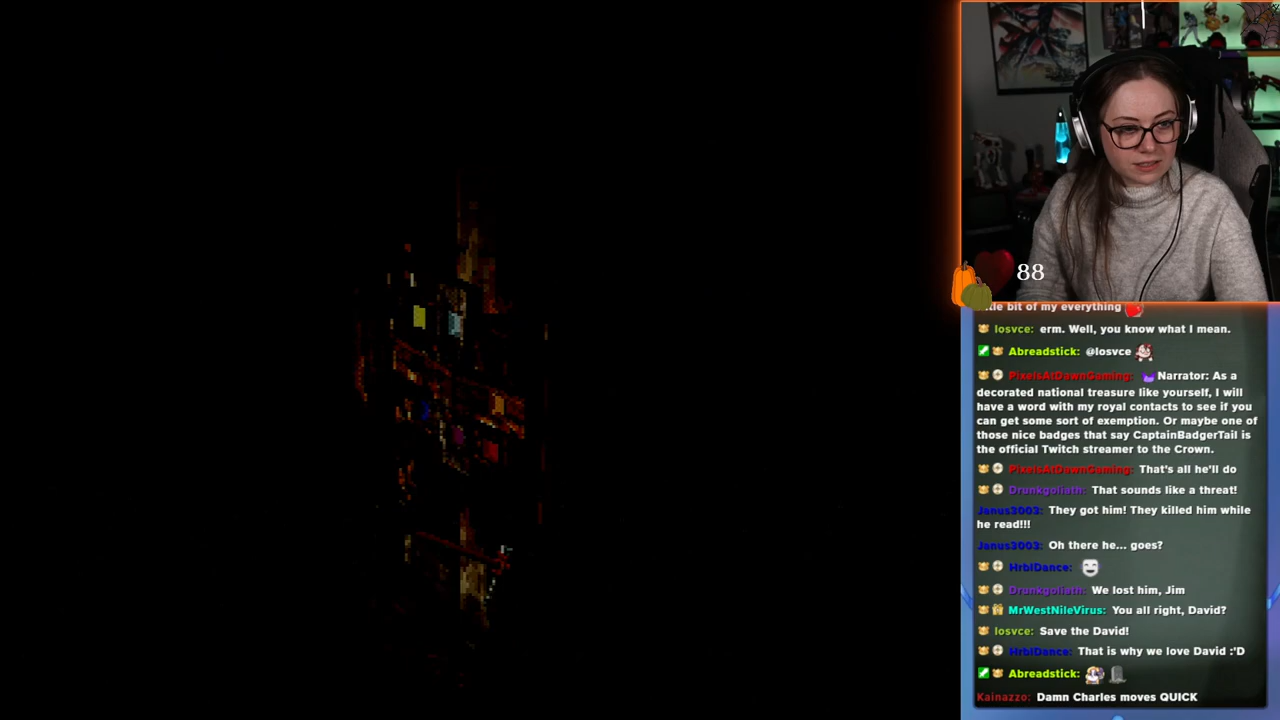 88
tle bit of my everything
losvce: erm. Well, you know what I mean.
Abreadstick: @losvce
PixelsAtDawnGaming: Narrator: As a
decorated national treasure like yourself, I will
have a word with my royal contacts to see if you
can get some sort of exemption. Or maybe one of
those nice badges that say CaptainBadgerTail is
the official Twitch streamer to the Crown.
PixelsAtDawnGaming: That's all he'll do
Drunkgoliath: That sounds like a threat!
Janus3003: They got him! They killed him while
he read!!!
Janus3003: Oh there he... goes?
HrblDance:
Drunkgoliath: We lost him, Jim
MrWestNileVirus: You all right, David?
losvce: Save the David!
HrblDance: That is why we love David :'D
Abreadstick:
Kainazzo: Damn Charles moves QUICK